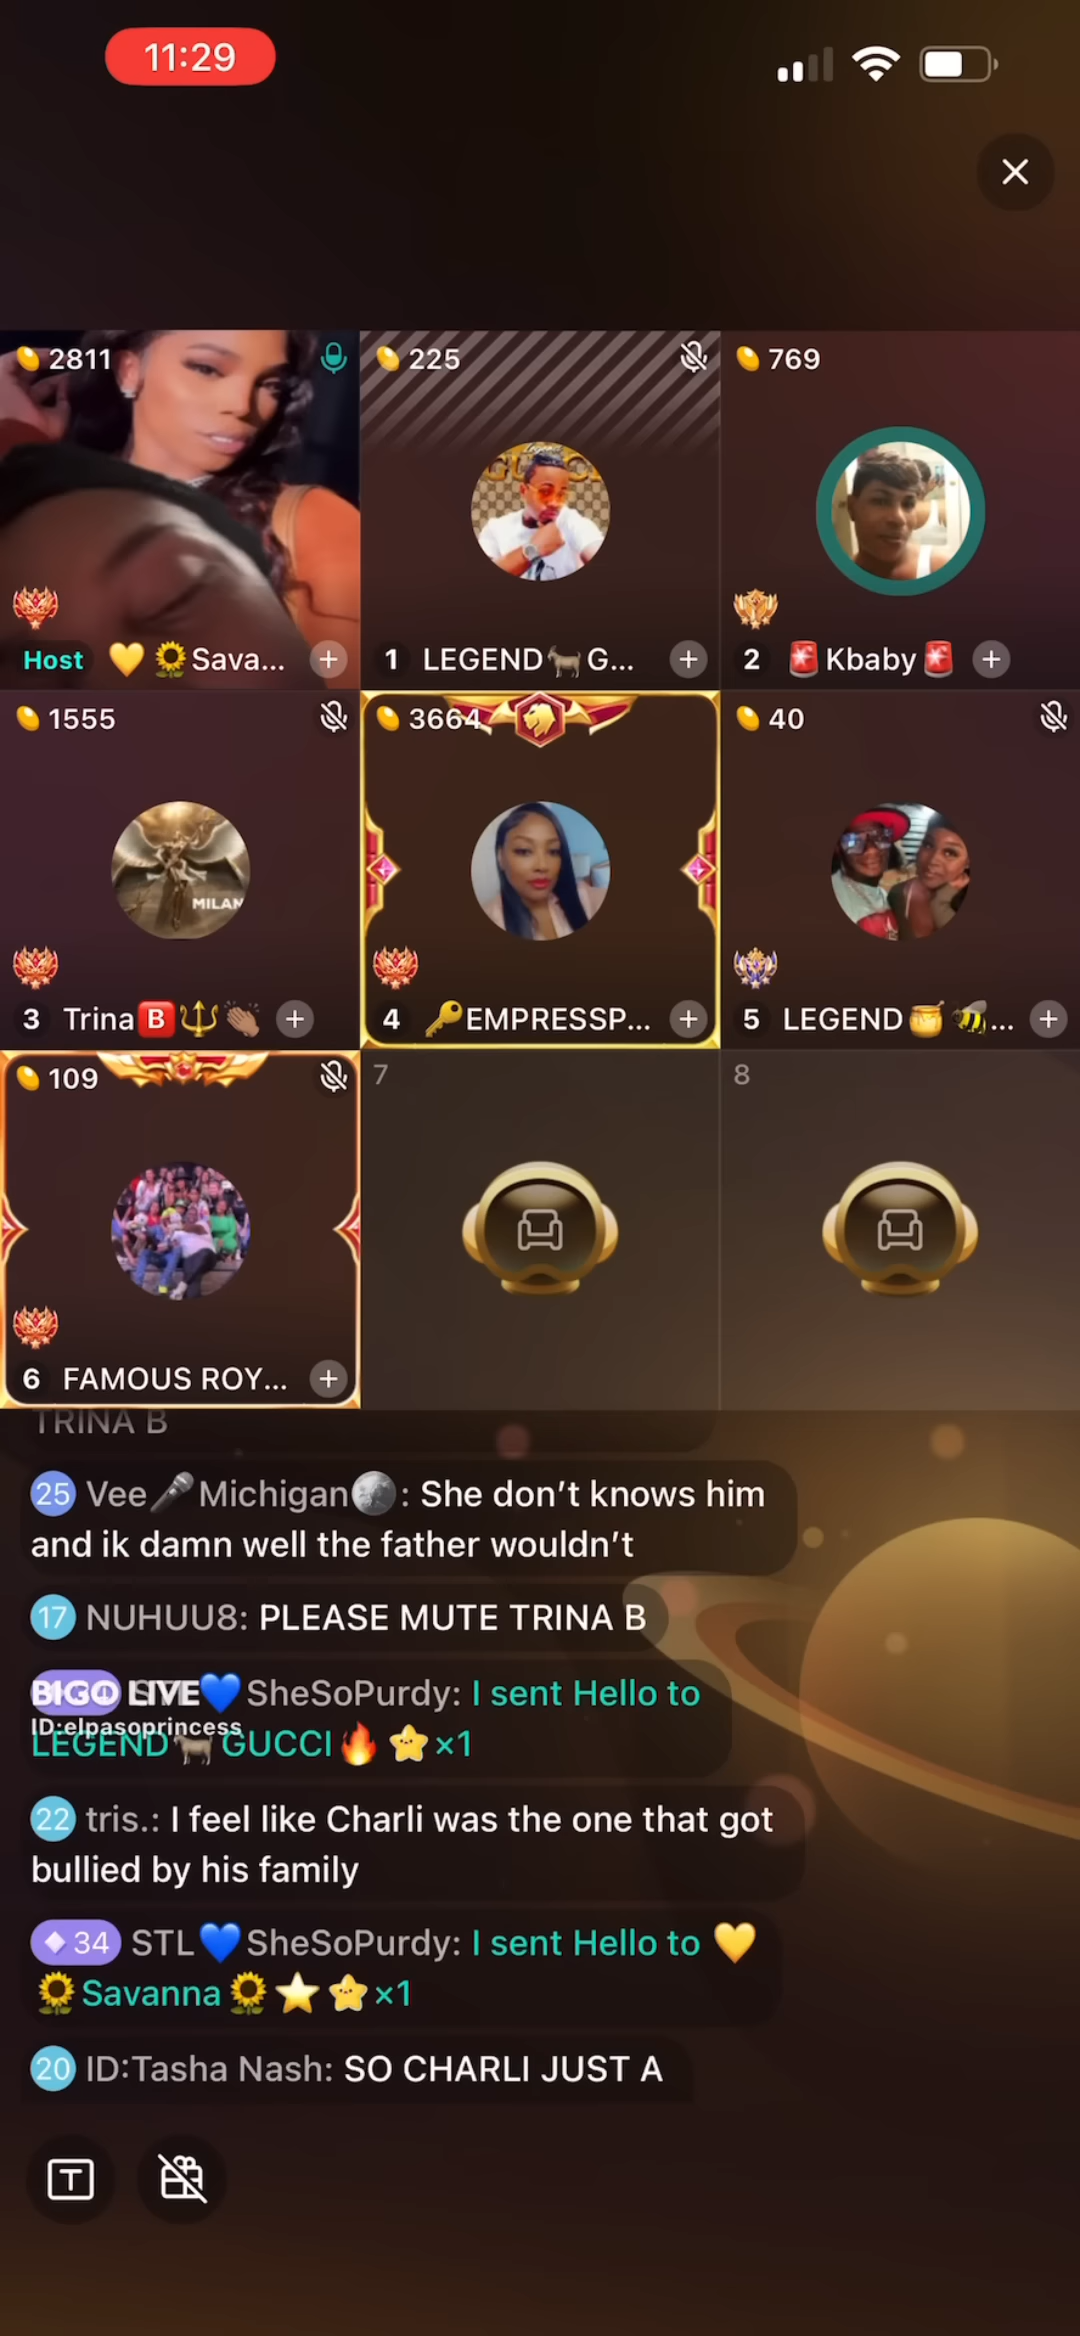 11:29
2811
225
769
Host 💛🌻Sava...
1 LEGEND🐐G...
2 🚨Kbaby🚨
1555
3664
40
MILAN
3 Trina🅱️🔱👏🏽
4 🔑EMPRESSP...
5 LEGEND🍯🐝...
109
7
8
6 FAMOUS ROY...
TRINA B
25 Vee🎤Michigan🌕: She don't knows him
and ik damn well the father wouldn't
17 NUHUU8: PLEASE MUTE TRINA B
BIGO LIVE
💙SheSoPurdy: I sent Hello to
ID:elpasoprincess
LEGEND🐐GUCCI🔥⭐×1
22 tris.: I feel like Charli was the one that got
bullied by his family
34 STL💙SheSoPurdy: I sent Hello to 💛
🌻Savanna🌻⭐⭐×1
20 ID:Tasha Nash: SO CHARLI JUST A
T